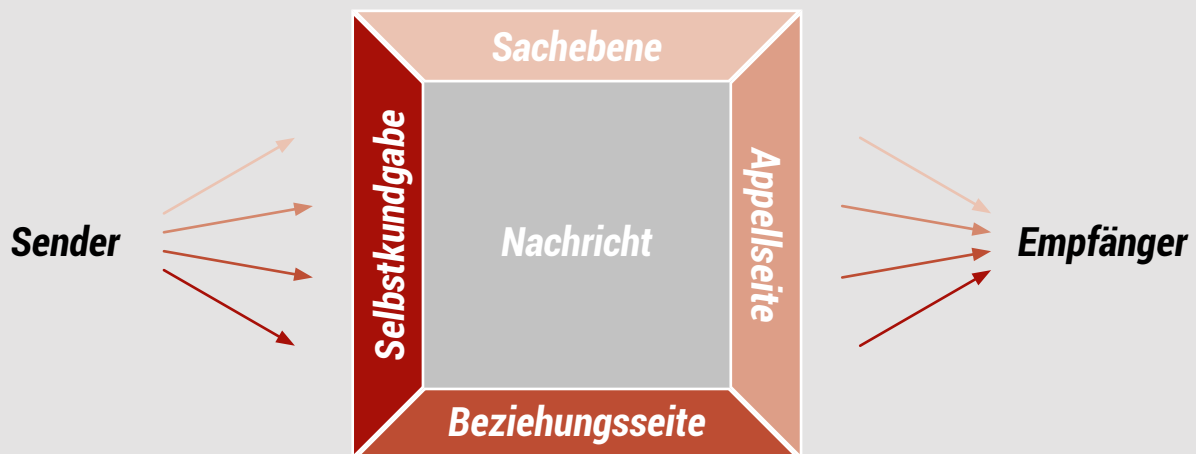 Sachebene
Selbstkundgabe
Appellseite
Sender
Nachricht
Empfänger
Beziehungsseite